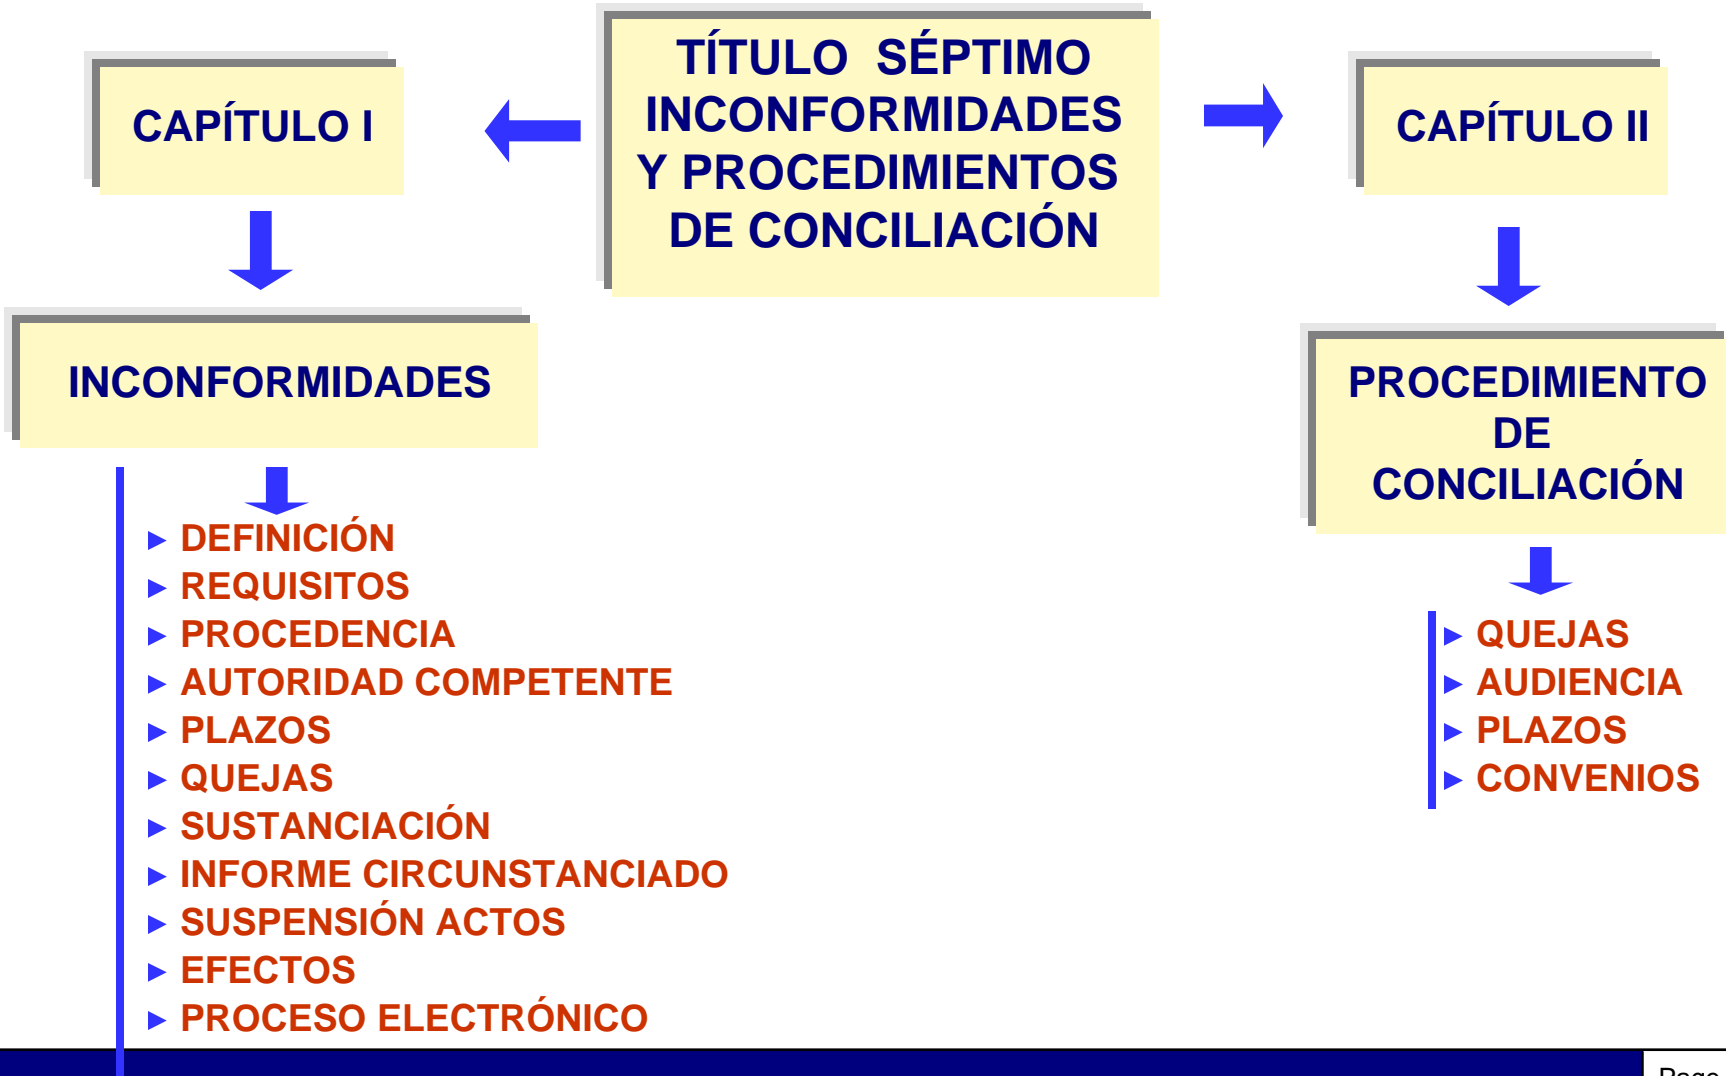 TÍTULO SÉPTIMO
INCONFORMIDADES
Y PROCEDIMIENTOS
DE CONCILIACIÓN
CAPÍTULO I
CAPÍTULO II
INCONFORMIDADES
► DEFINICIÓN
► REQUISITOS
► PROCEDENCIA
► AUTORIDAD COMPETENTE
► PLAZOS
► QUEJAS
► SUSTANCIACIÓN
► INFORME CIRCUNSTANCIADO
► SUSPENSIÓN ACTOS
► EFECTOS
► PROCESO ELECTRÓNICO
PROCEDIMIENTO
DE
CONCILIACIÓN
► QUEJAS
► AUDIENCIA
► PLAZOS
► CONVENIOS
Page